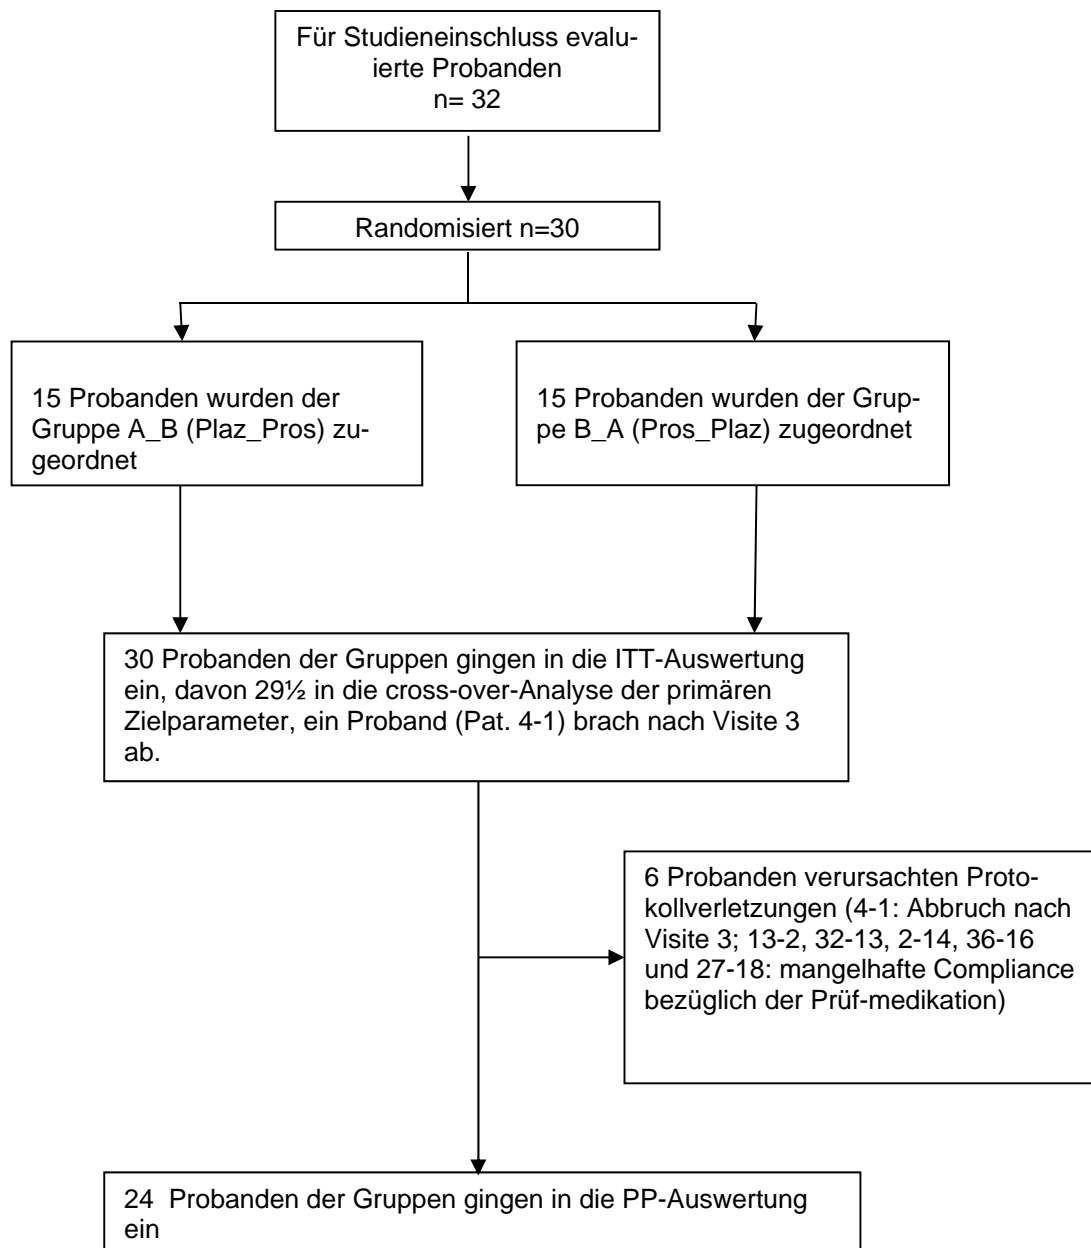 Für Studieneinschluss evalu-
ierte Probanden
n= 32
Randomisiert n=30
15 Probanden wurden der
Gruppe A_B (Plaz_Pros) zu-
geordnet
15 Probanden wurden der Grup-
pe B_A (Pros_Plaz) zugeordnet
30 Probanden der Gruppen gingen in die ITT-Auswertung
ein, davon 29½ in die cross-over-Analyse der primären
Zielparameter, ein Proband (Pat. 4-1) brach nach Visite 3
ab.
6 Probanden verursachten Proto-
kollverletzungen (4-1: Abbruch nach
Visite 3; 13-2, 32-13, 2-14, 36-16
und 27-18: mangelhafte Compliance
bezüglich der Prüf-medikation)
24  Probanden der Gruppen gingen in die PP-Auswertung
ein